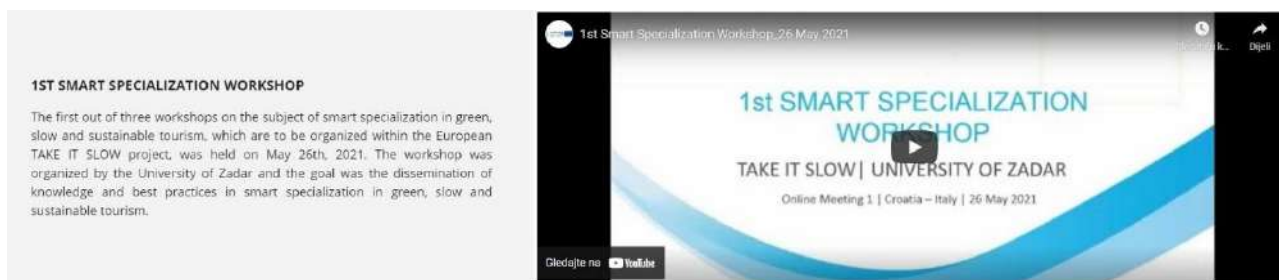 1ST SMART SPECIALIZATION WORKSHOP
The first out of three workshops on the subject of smart specialization in green,
slow and sustainable tourism, which are to be organized within the European
TAKE IT SLOW project, was held on May 26th, 2021. The workshop was
organized by the University of Zadar and the goal was the dissemination of
knowledge and best practices in smart specialization in green, slow and
sustainable tourism.
1st Smart Specialization Workshop_26 May 2021
Dijeli
1st SMART SPECIALIZATION
WORKSHOP
TAKE IT SLOW| UNIVERSITY OF ZADAR
Online Meeting 1 | Croatia – Italy | 26 May 2021
Gledajte na YouTube